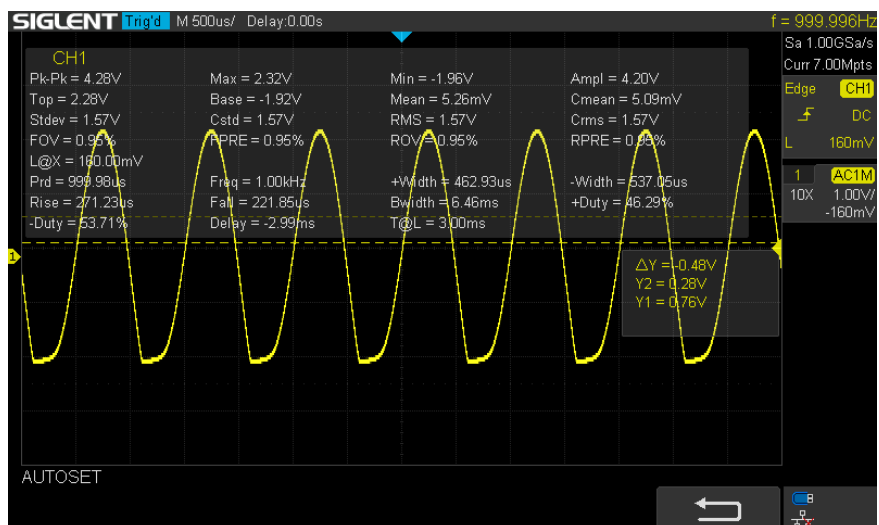 SIGLENT Trig'd M 500us/ Delay:0.00s f = 999.996Hz
Sa 1.00GSa/s
Curr 7.00Mpts
Edge CH1
DC
L 160mV
1 AC1M
10X 1.00V/
-160mV
CH1
Pk-Pk = 4.28V Max = 2.32V Min = -1.96V Ampl = 4.20V
Top = 2.28V Base = -1.92V Mean = 5.26mV Cmean = 5.09mV
Stdev = 1.57V Cstd = 1.57V RMS = 1.57V Crms = 1.57V
FOV = 0.95% FPRE = 0.95% ROV = 0.95% RPRE = 0.95%
L@X = 160.00mV
Prd = 999.98us Freq = 1.00kHz +Width = 462.93us -Width = 537.05us
Rise = 271.23us Fall = 221.85us Bwidth = 6.46ms +Duty = 46.29%
-Duty = 53.71% Delay = -2.99ms T@L = 3.00ms
1
△Y = -0.48V
Y2 = 0.28V
Y1 = 0.76V
AUTOSET